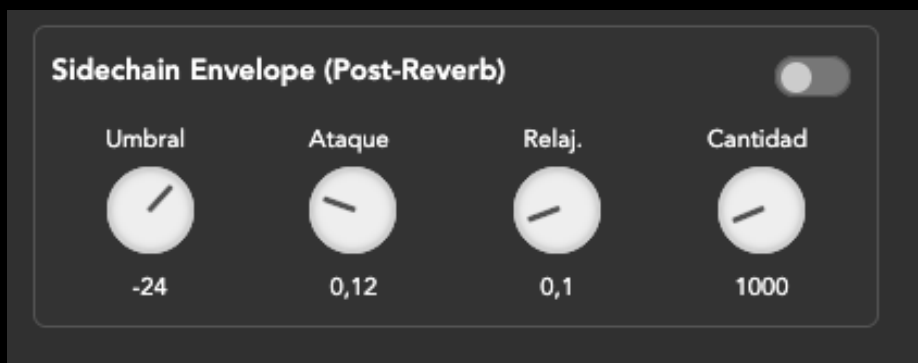 Sidechain Envelope (Post-Reverb)
Umbral Ataque Relaj. Cantidad
-24 0,12 0,1 1000